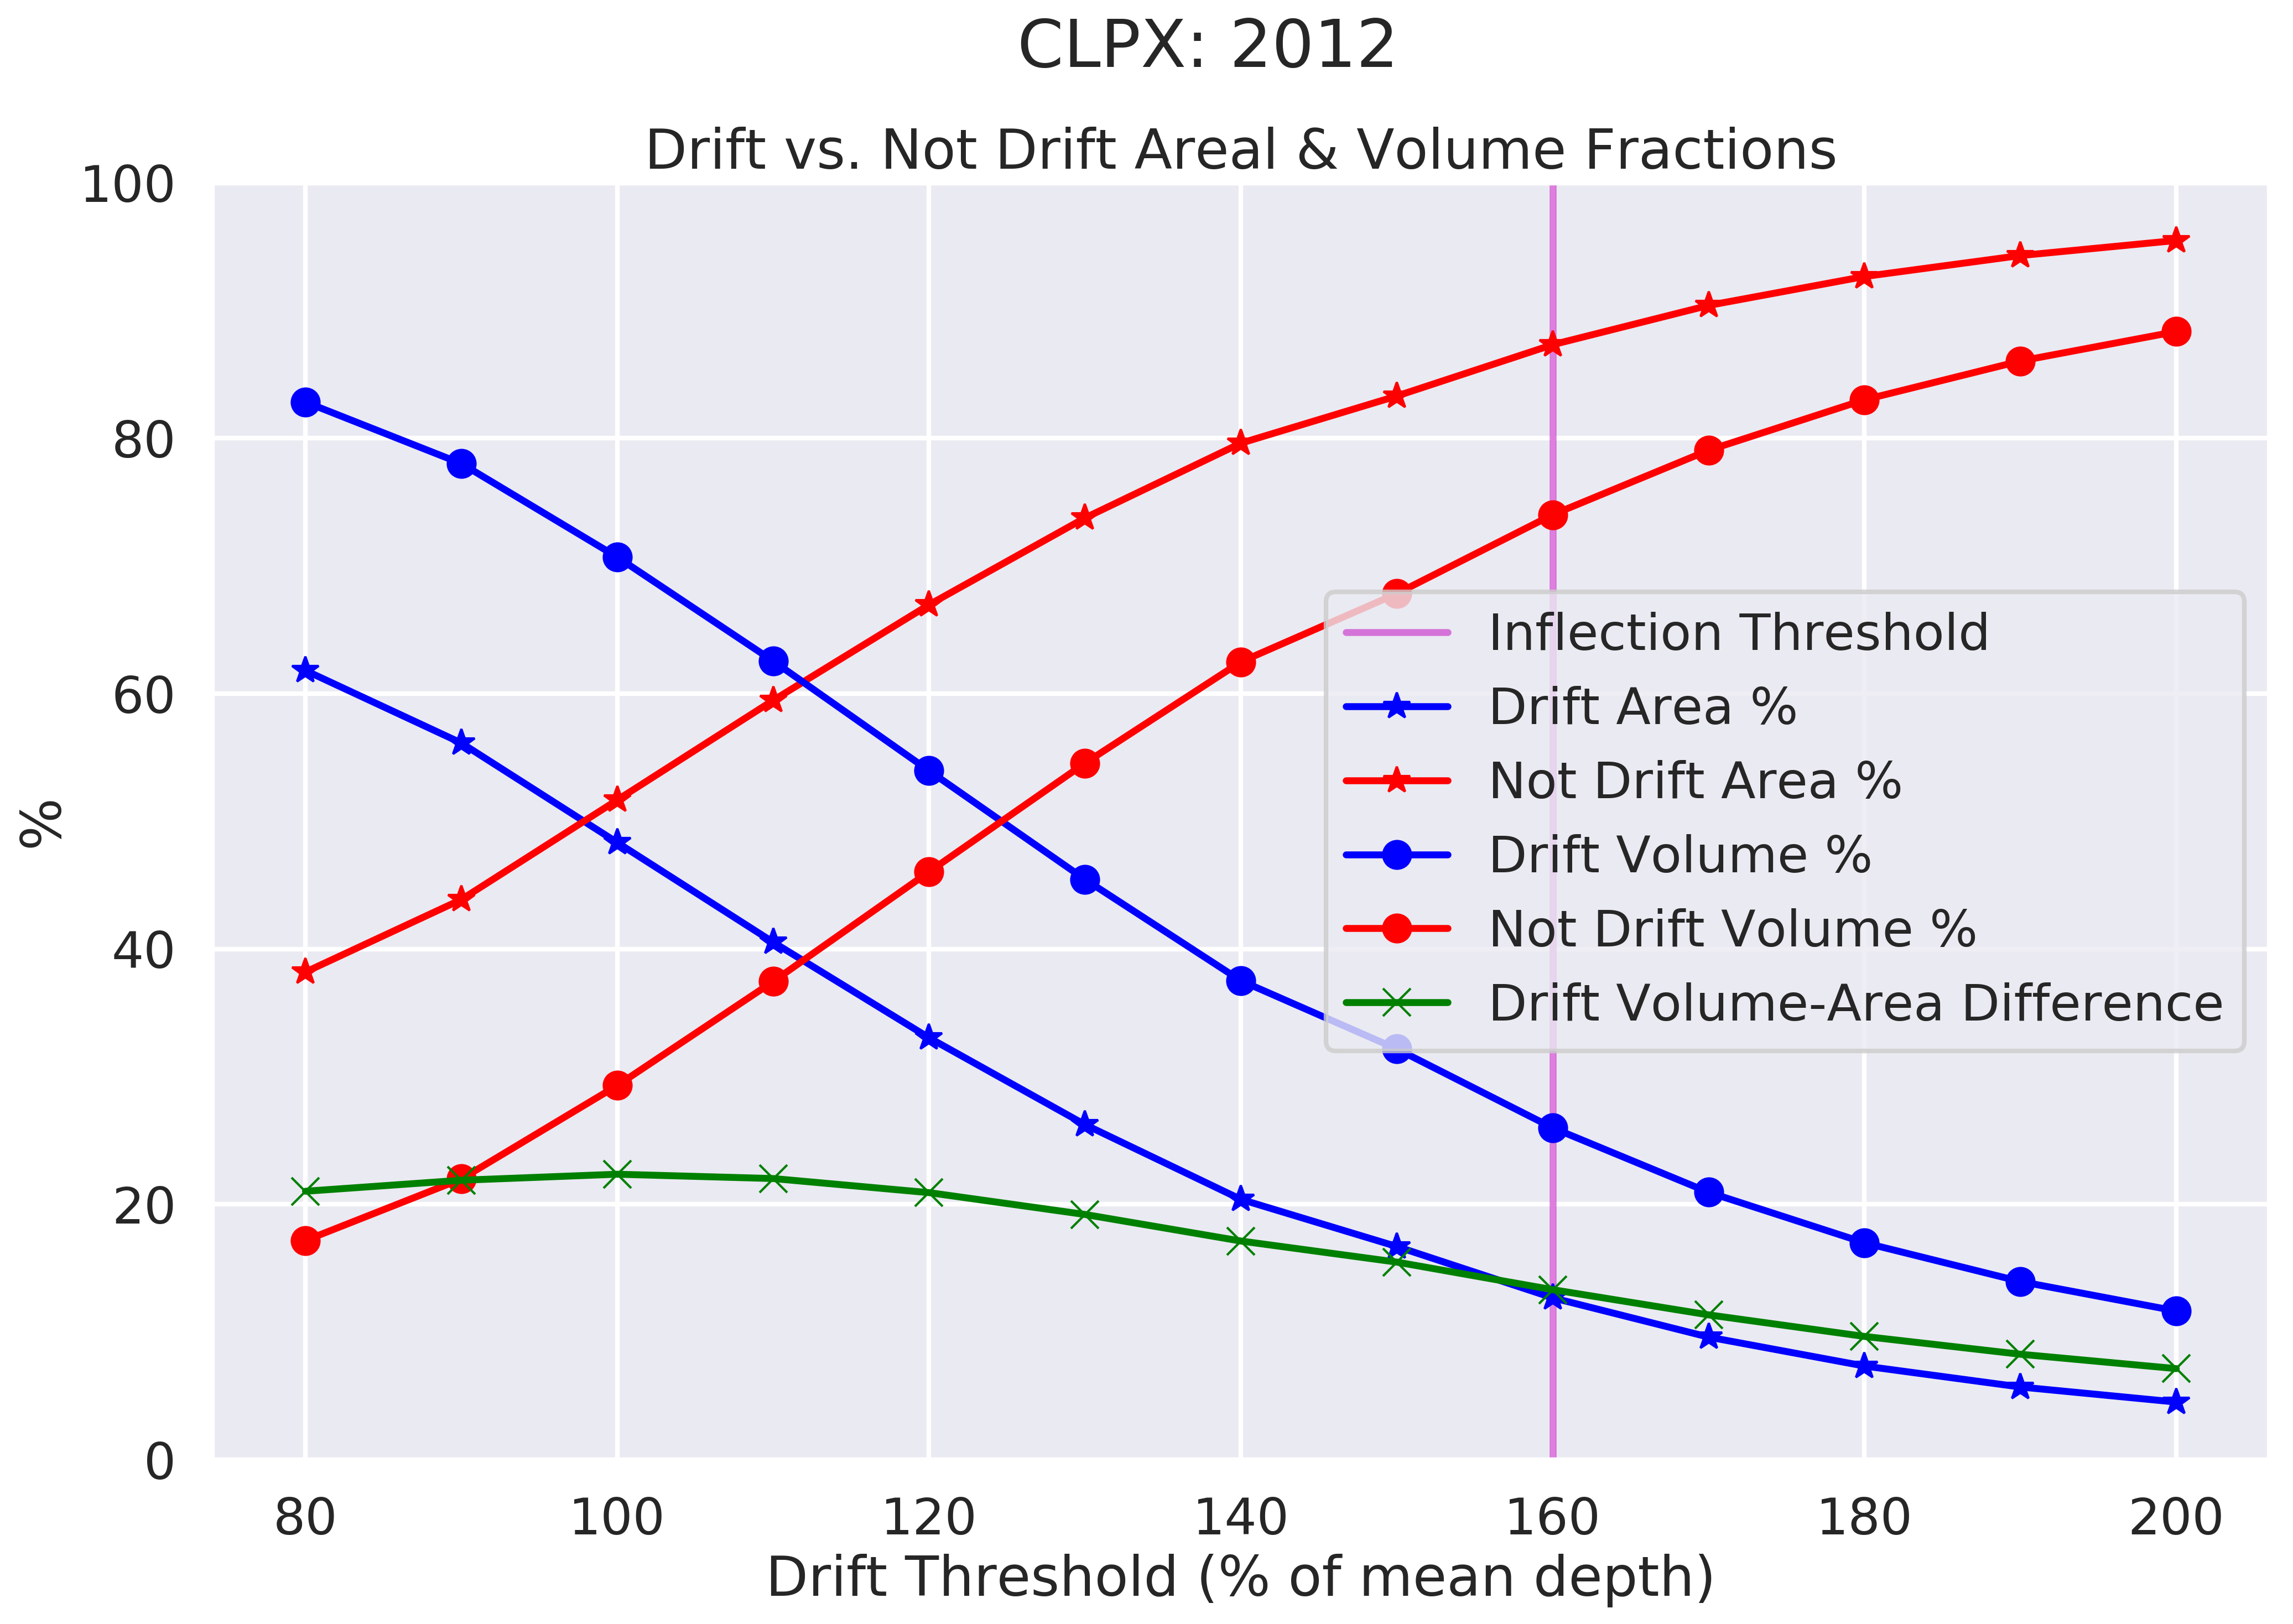 CLPX: 2012
Drift vs. Not Drift Areal & Volume Fractions
100
80
60
40
20
0
%
Inflection Threshold
Drift Area %
Not Drift Area %
Drift Volume %
Not Drift Volume %
Drift Volume-Area Difference
80 100 120 140 160 180 200
Drift Threshold (% of mean depth)